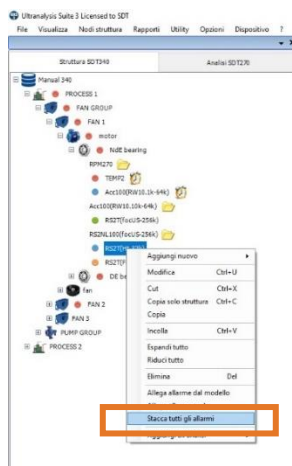 Ultranalysis Suite 3 Licensed to SDT
File Visualizza Nodi struttura Rapporti Utility Opzioni Dispositivo ?
Struttura SDT340 Analisi SDT270
Manual 340
PROCESS 1
FAN GROUP
FAN 1
motor
NdE bearing
RPM270
TEMP2
Acc100(RW10.1k-64k)
Acc100(RW10.10k-64k)
RS2T(focUS-256k)
RS2NL100(focUS-256k)
Aggiungi nuovo
Modifica Ctrl+U
DE be
Cut Ctrl+X
fan
Copia solo struttura Ctrl+C
FAN 2
Copia
FAN 3
Incolla Ctrl+V
PUMP GROUP
Espandi tutto
PROCESS 2
Riduci tutto
Elimina Del
Allega allarme dal modello
Stacca tutti gli allarmi